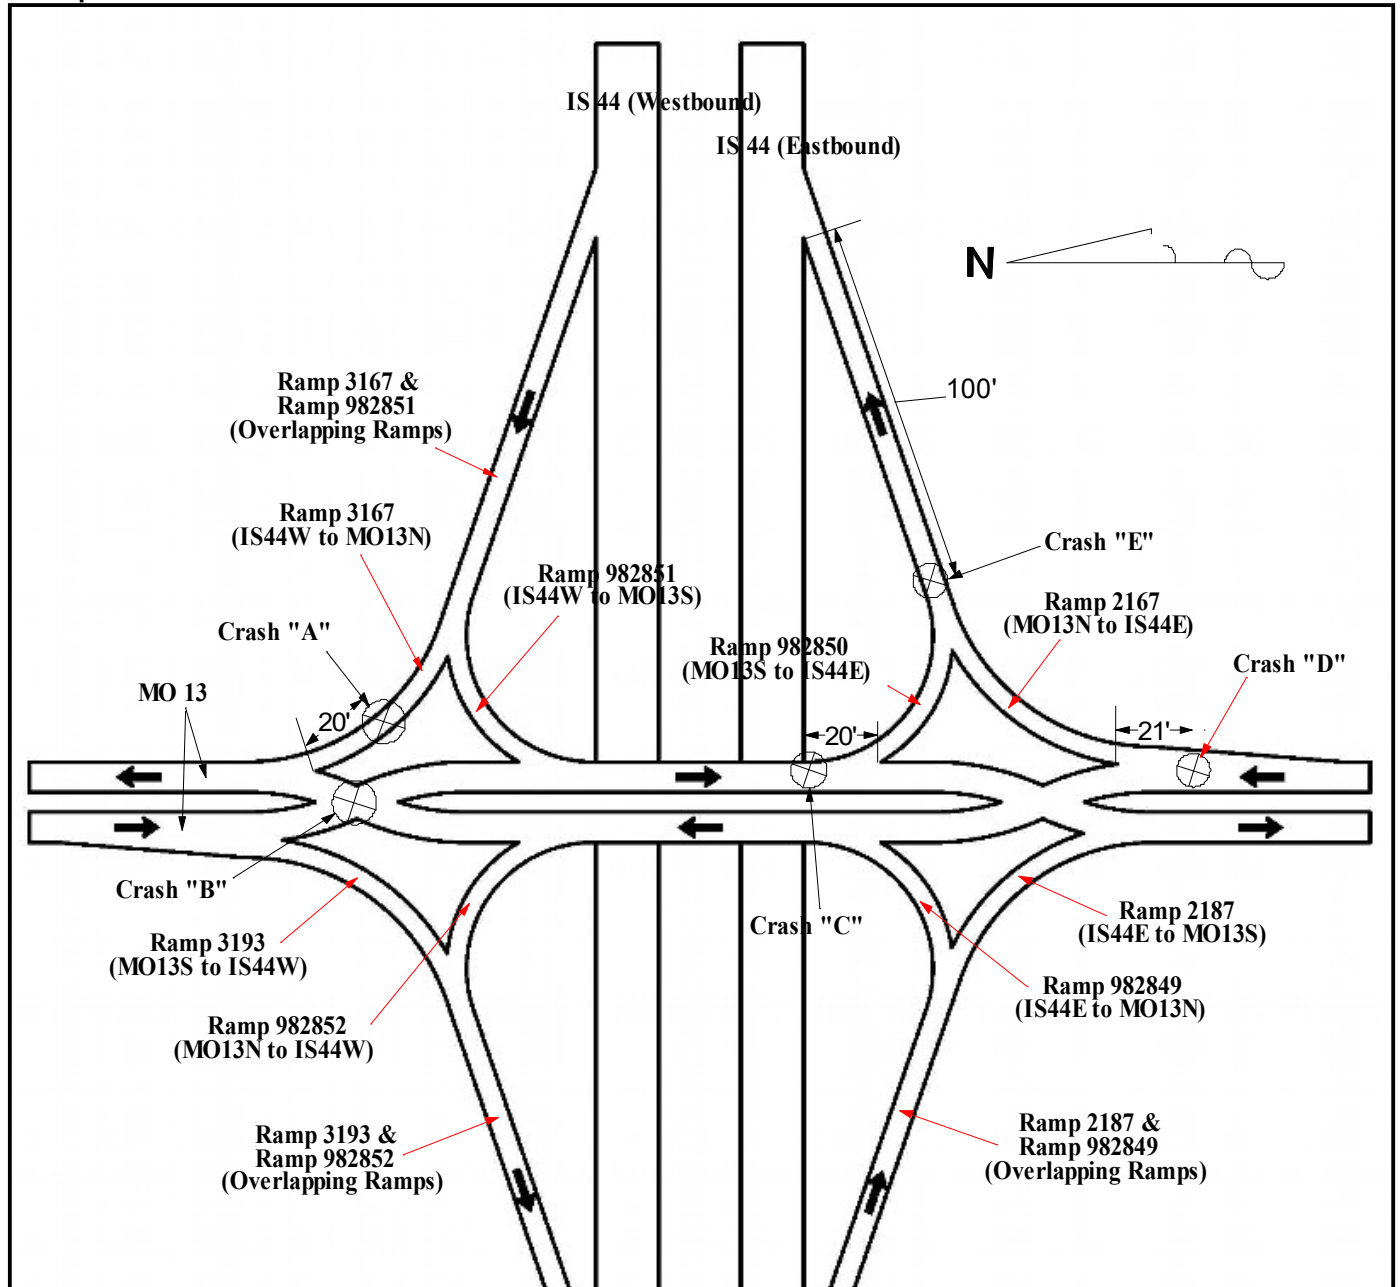 IS 44 (Westbound)
IS 44 (Eastbound)
N
Ramp 3167 &
Ramp 982851
(Overlapping Ramps)
100'
Ramp 3167
(IS44W to MO13N)
Crash "E"
Ramp 982851
(IS44W to MO13S)
Ramp 2167
(MO13N to IS44E)
Crash "A"
Ramp 982850
(MO13S to IS44E)
Crash "D"
MO 13
20'
20'
21'
Crash "B"
Crash "C"
Ramp 3193
(MO13S to IS44W)
Ramp 2187
(IS44E to MO13S)
Ramp 982849
(IS44E to MO13N)
Ramp 982852
(MO13N to IS44W)
Ramp 3193 &
Ramp 982852
(Overlapping Ramps)
Ramp 2187 &
Ramp 982849
(Overlapping Ramps)